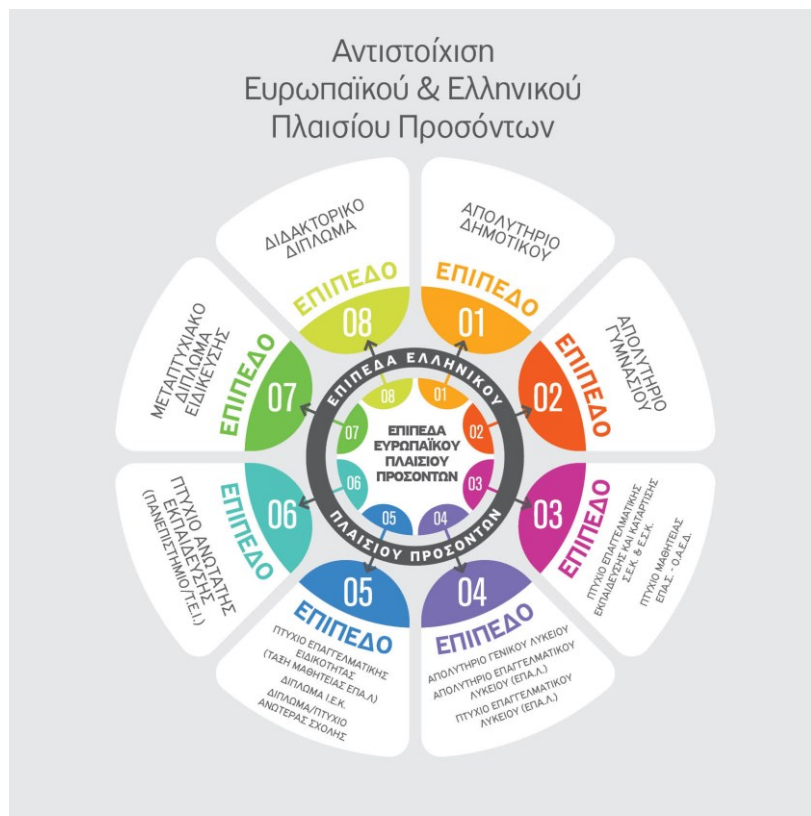 Αντιστοίχιση
Ευρωπαϊκού & Ελληνικού
Πλαισίου Προσόντων
ΑΠΟΛΥΤΗΡΙΟ
ΔΗΜΟΤΙΚΟΥ
ΕΠΙΠΕΔΟ
01
ΑΠΟΛΥΤΗΡΙΟ
ΓΥΜΝΑΣΙΟΥ
ΕΠΙΠΕΔΟ
02
ΕΠΙΠΕΔΟ
03
ΠΤΥΧΙΟ ΕΠΑΓΓΕΛΜΑΤΙΚΗΣ
ΕΚΠΑΙΔΕΥΣΗΣ ΚΑΙ ΚΑΤΑΡΤΙΣΗΣ
Σ.Ε.Κ. & Ε.Σ.Κ.
ΠΤΥΧΙΟ ΜΑΘΗΤΕΙΑΣ
ΕΠΑ.Σ. - Ο.Α.Ε.Δ.
04
ΕΠΙΠΕΔΟ
ΑΠΟΛΥΤΗΡΙΟ ΓΕΝΙΚΟΥ ΛΥΚΕΙΟΥ
ΑΠΟΛΥΤΗΡΙΟ ΕΠΑΓΓΕΛΜΑΤΙΚΟΥ
ΛΥΚΕΙΟΥ (ΕΠΑ.Λ.)
ΠΤΥΧΙΟ ΕΠΑΓΓΕΛΜΑΤΙΚΟΥ
ΛΥΚΕΙΟΥ (ΕΠΑ.Λ.)
05
ΕΠΙΠΕΔΟ
ΠΤΥΧΙΟ ΕΠΑΓΓΕΛΜΑΤΙΚΗΣ
ΕΙΔΙΚΟΤΗΤΑΣ
(ΤΑΞΗ ΜΑΘΗΤΕΙΑΣ ΕΠΑ.Λ)
ΔΙΠΛΩΜΑ Ι.Ε.Κ.
ΔΙΠΛΩΜΑ/ΠΤΥΧΙΟ
ΑΝΩΤΕΡΑΣ ΣΧΟΛΗΣ
ΠΤΥΧΙΟ ΑΝΩΤΑΤΗΣ
ΕΚΠΑΙΔΕΥΣΗΣ
(ΠΑΝΕΠΙΣΤΗΜΙΟ/Τ.Ε.Ι.)
ΕΠΙΠΕΔΟ
06
ΜΕΤΑΠΤΥΧΙΑΚΟ
ΔΙΠΛΩΜΑ
ΕΙΔΙΚΕΥΣΗΣ
ΕΠΙΠΕΔΟ
07
ΔΙΔΑΚΤΟΡΙΚΟ
ΔΙΠΛΩΜΑ
ΕΠΙΠΕΔΟ
08
ΕΠΙΠΕΔΑ ΕΛΛΗΝΙΚΟΥ
ΠΛΑΙΣΙΟΥ ΠΡΟΣΟΝΤΩΝ
01
02
03
04
05
06
07
08
ΕΠΙΠΕΔΑ
ΕΥΡΩΠΑΪΚΟΥ
ΠΛΑΙΣΙΟΥ
ΠΡΟΣΟΝΤΩΝ